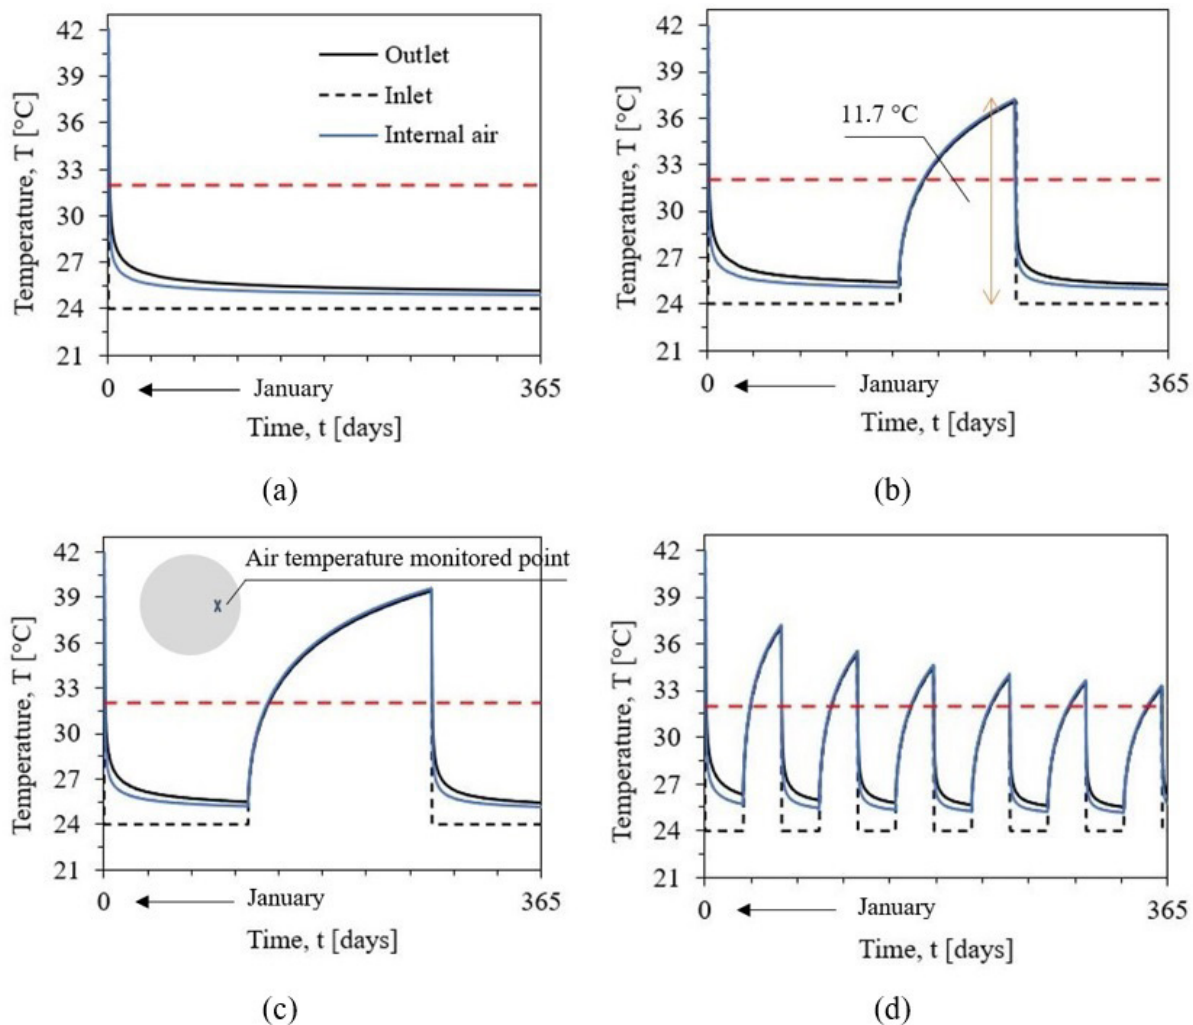 (b)
42
39
36
33
30
27
24
21
Temperature, T [°C]
Outlet
Inlet
Internal air
0
January
365
Time, t [days]
(a)
42
39
36
33
30
27
24
21
Temperature, T [°C]
11.7 °C
0
January
365
Time, t [days]
(b)
42
39
36
33
30
27
24
21
Temperature, T [°C]
Air temperature monitored point
x
0
January
365
Time, t [days]
(c)
42
39
36
33
30
27
24
21
Temperature, T [°C]
0
January
365
Time, t [days]
(d)